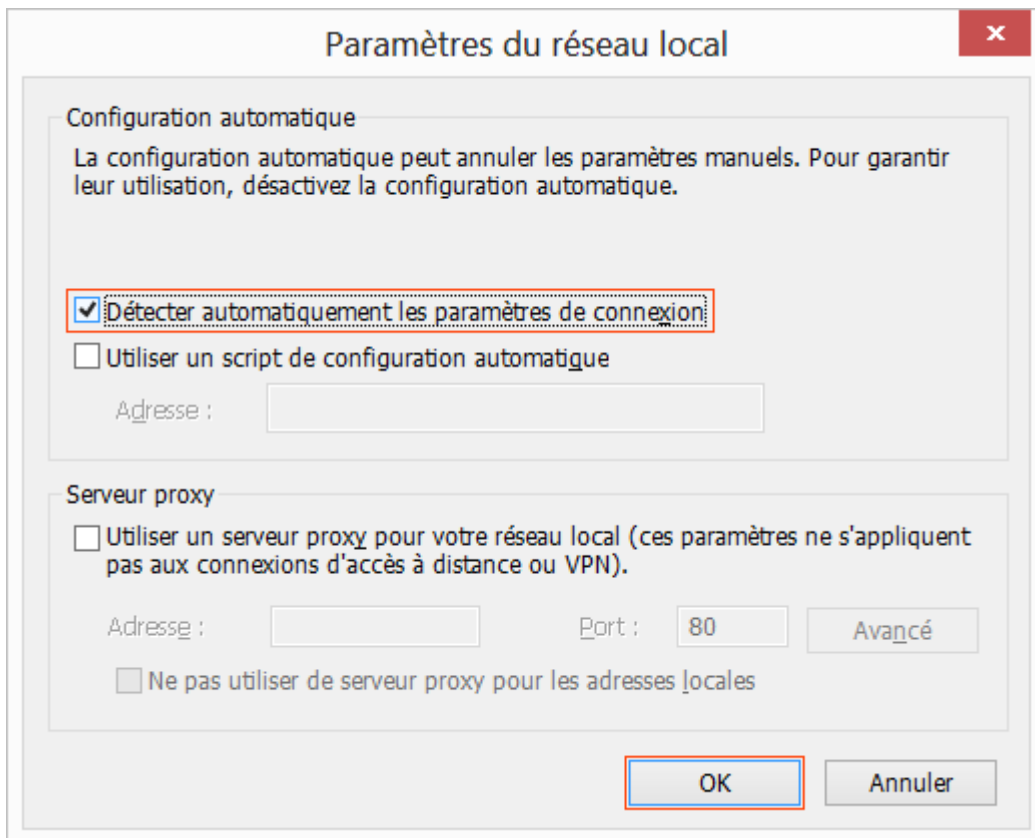 Paramètres du réseau local
x
Configuration automatique
La configuration automatique peut annuler les paramètres manuels. Pour garantir
leur utilisation, désactivez la configuration automatique.
Détecter automatiquement les paramètres de connexion
Utiliser un script de configuration automatique
Adresse :
Serveur proxy
Utiliser un serveur proxy pour votre réseau local (ces paramètres ne s'appliquent
pas aux connexions d'accès à distance ou VPN).
Adresse : Port : 80 Avancé
Ne pas utiliser de serveur proxy pour les adresses locales
OK Annuler